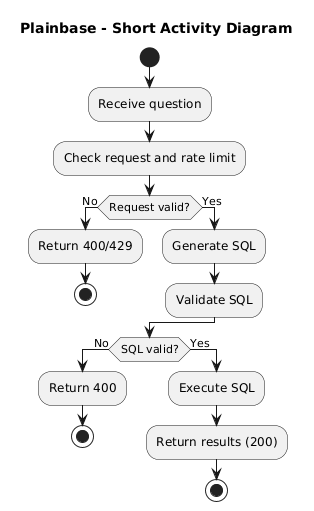 Plainbase - Short Activity Diagram
Receive question
Check request and rate limit
Request valid?
No
Yes
Return 400/429
Generate SQL
Validate SQL
SQL valid?
No
Yes
Return 400
Execute SQL
Return results (200)